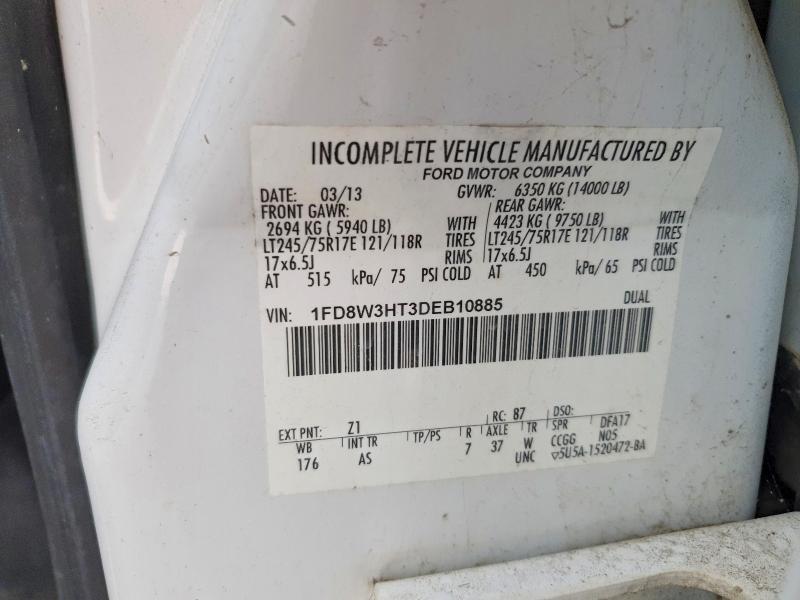 INCOMPLETE VEHICLE MANUFACTURED BY
FORD MOTOR COMPANY
DATE: 03/13 GVWR: 6350 KG (14000 LB)
FRONT GAWR: REAR GAWR:
2694 KG ( 5940 LB) WITH 4423 KG ( 9750 LB) WITH
LT245/75R17E 121/118R TIRES LT245/75R17E 121/118R TIRES
17x6.5J RIMS 17x6.5J RIMS
AT 515 kPa/ 75 PSI COLD AT 450 kPa/ 65 PSI COLD
VIN: 1FD8W3HT3DEB10885 DUAL
EXT PNT: Z1 RC: 87 DSO:
WB INT TR TP/PS R AXLE TR SPR DFA17
176 AS 7 37 W CCGG NOS
UNC ▽5U5A-1520472-BA